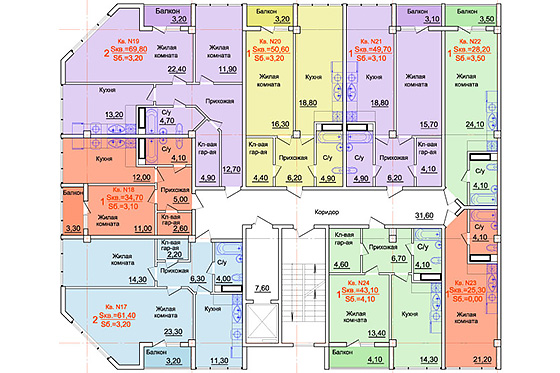 Балкон
3,20
Кв. N19
2 Sкв.=69,80
Sб.=3,20
Жилая
комната
22,40
Жилая
комната
11,90
Балкон
3,20
Кв. N20
1 Sкв.=50,60
Sб.=3,20
Жилая
комната
16,30
Кухня
18,80
Кв. N21
1 Sкв.=49,70
Sб.=3,10
Кухня
18,80
Балкон
3,10
Жилая
комната
15,70
Балкон
3,50
Кв. N22
1 Sкв.=28,20
Sб.=3,50
Жилая
комната
24,10
Кухня
13,20
С/у
4,70
Прихожая
12,70
Кл-вая
гар-ая
4,90
Кл-вая
гар-ая
4,40
Прихожая
6,20
С/у
4,90
С/у
4,90
Прихожая
6,20
Кл-вая
гар-ая
4,10
С/у
4,10
Кухня
12,00
С/у
4,10
Балкон
3,30
Кв. N18
1 Sкв.=34,70
Sб.=3,10
Жилая
комната
11,00
Прихожая
5,00
Кл-вая
гар-ая
2,60
Коридор
31,60
Жилая комната
14,30
Кл-вая
гар-ая
2,20
Прихожая
6,30
С/у
4,00
Кв. N17
2 Sкв.=61,40
Sб.=3,20
Жилая
комната
23,30
Балкон
3,20
Кухня
11,30
7,60
Кл-вая
гар-ая
4,60
Прихожая
6,70
С/у
4,10
Кв. N24
1 Sкв.=43,10
Sб.=4,10
Жилая
комната
13,40
Балкон
4,10
Кухня
14,30
С/у
4,10
Кв. N23
1 Sкв.=25,30
Sб.=0,00
Жилая
комната
21,20